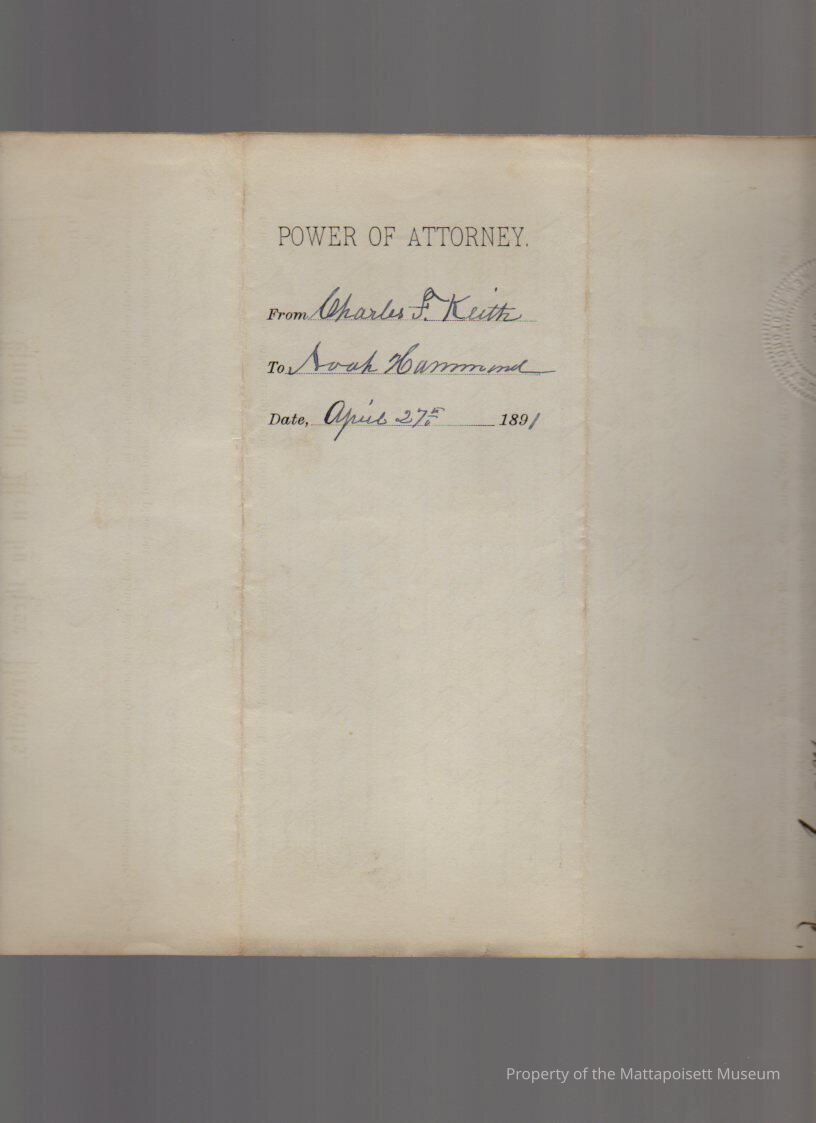 POWER OF ATTORNEY.
From Charles F. Keith
To Noah Hammond
Date, April 27th 1891
Property of the Mattapoisett Museum